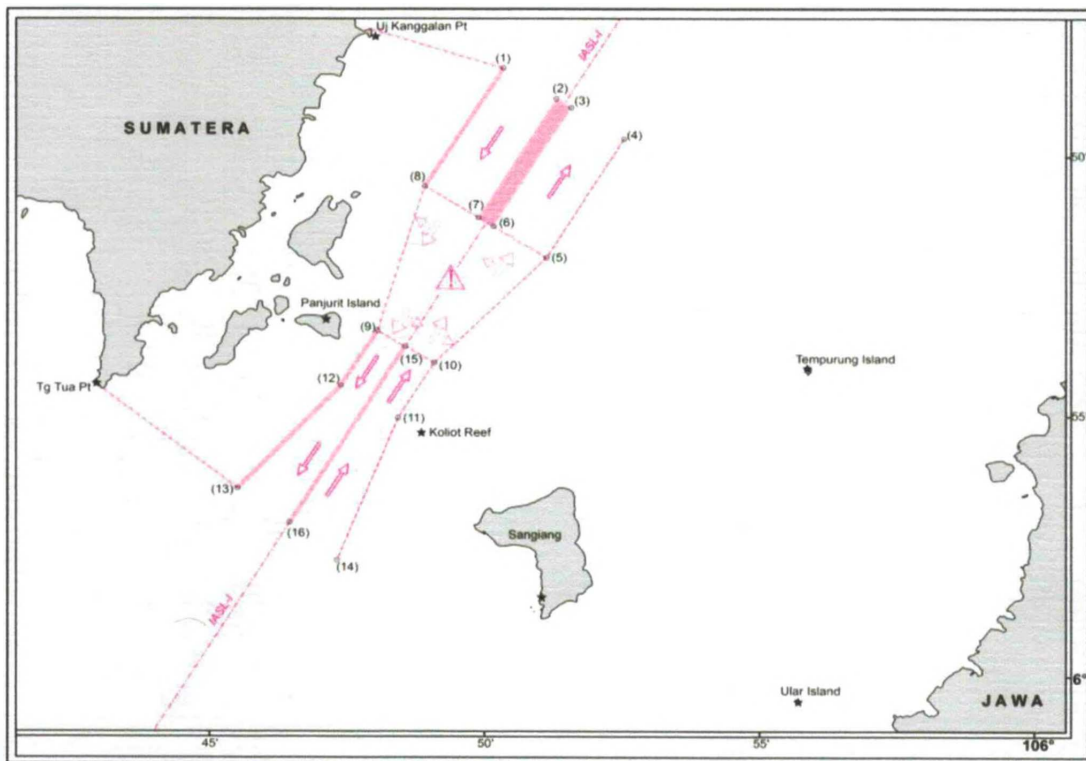 Uj Kanggalan Pt
IASL-I
(1)
(2)
(3)
SUMATERA
(4)
50'
(8)
(7)
(6)
(5)
Panjurit Island
(9)
(15)
(10)
Tempurung Island
Tg Tua Pt
(12)
(11)
55'
Koliot Reef
(13)
(16)
Sangiang
(14)
IASL-I
6°
Ular Island
JAWA
45'
50'
55'
106°